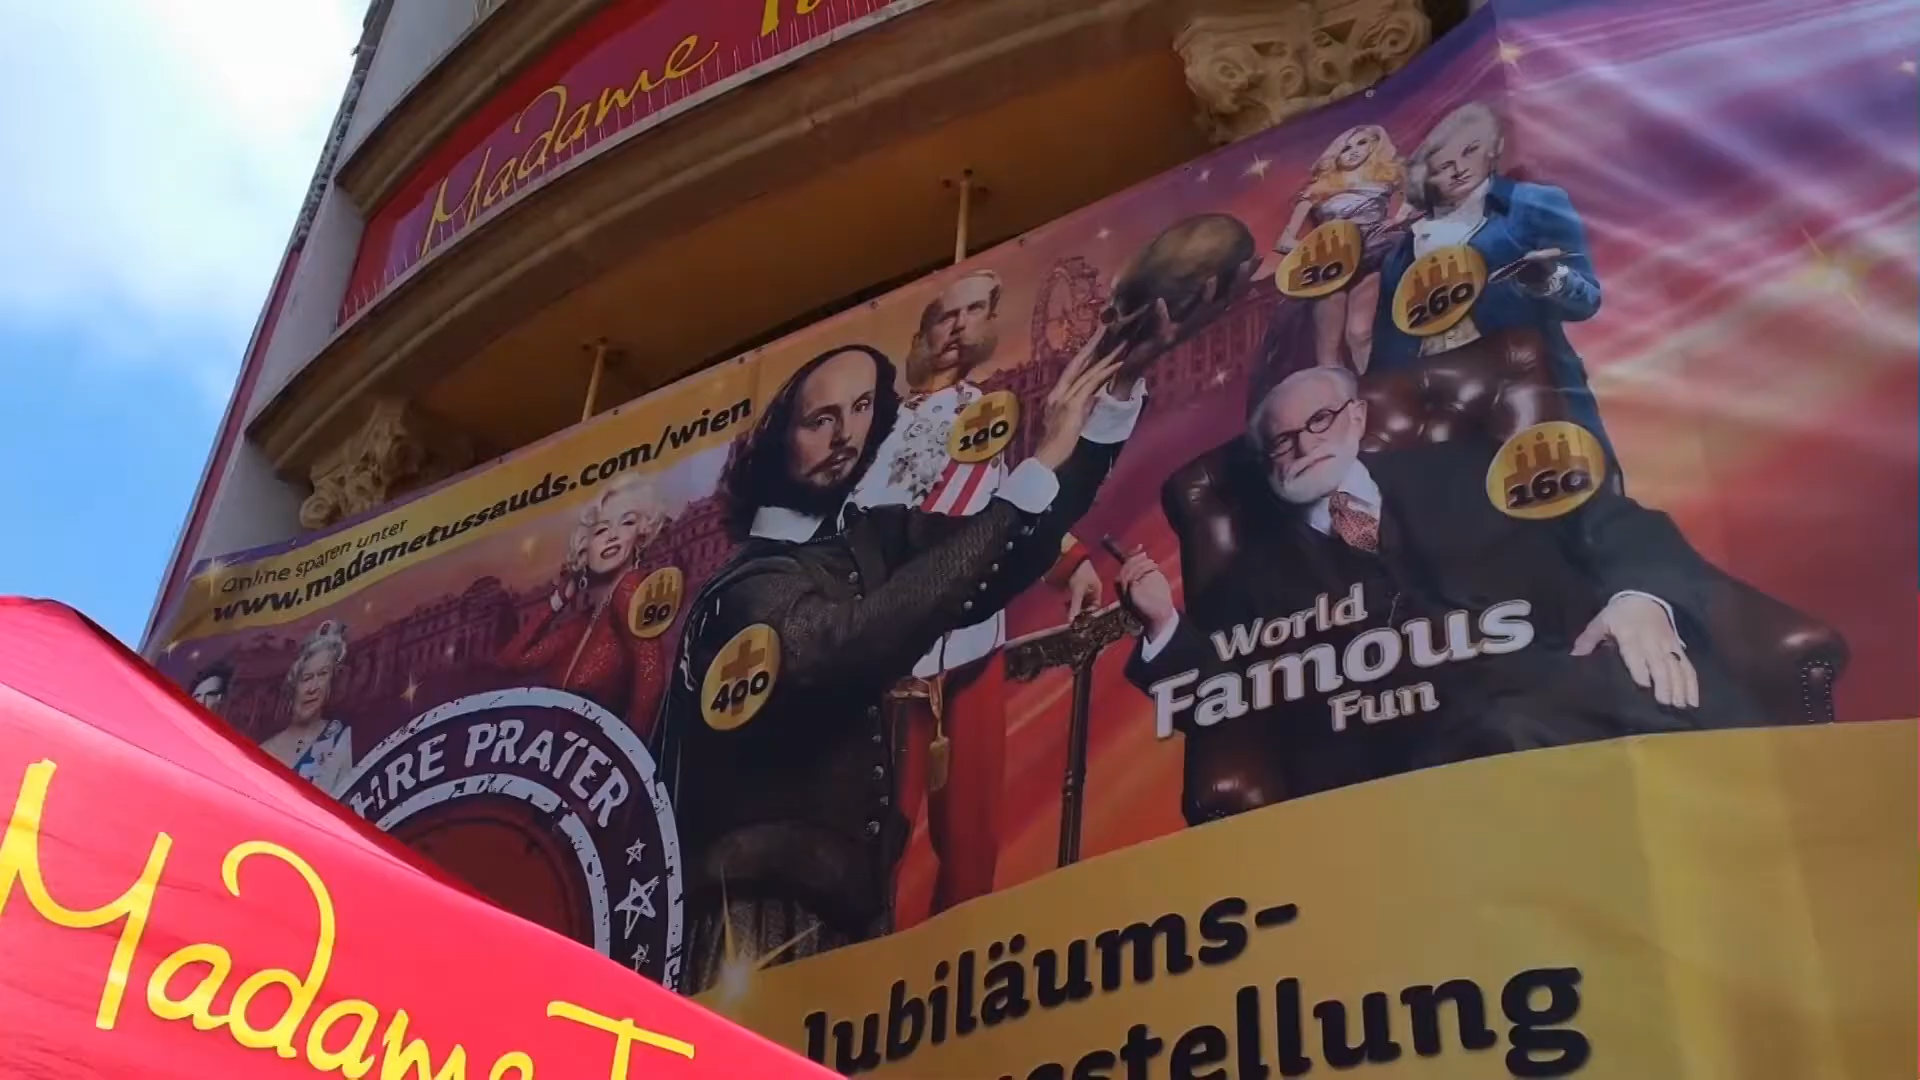 Madame
Online sparen unter
www.madametussauds.com/wien
30
260
100
160
90
400
World
Famous
Fun
PRATER
Jubiläums-
Madame T